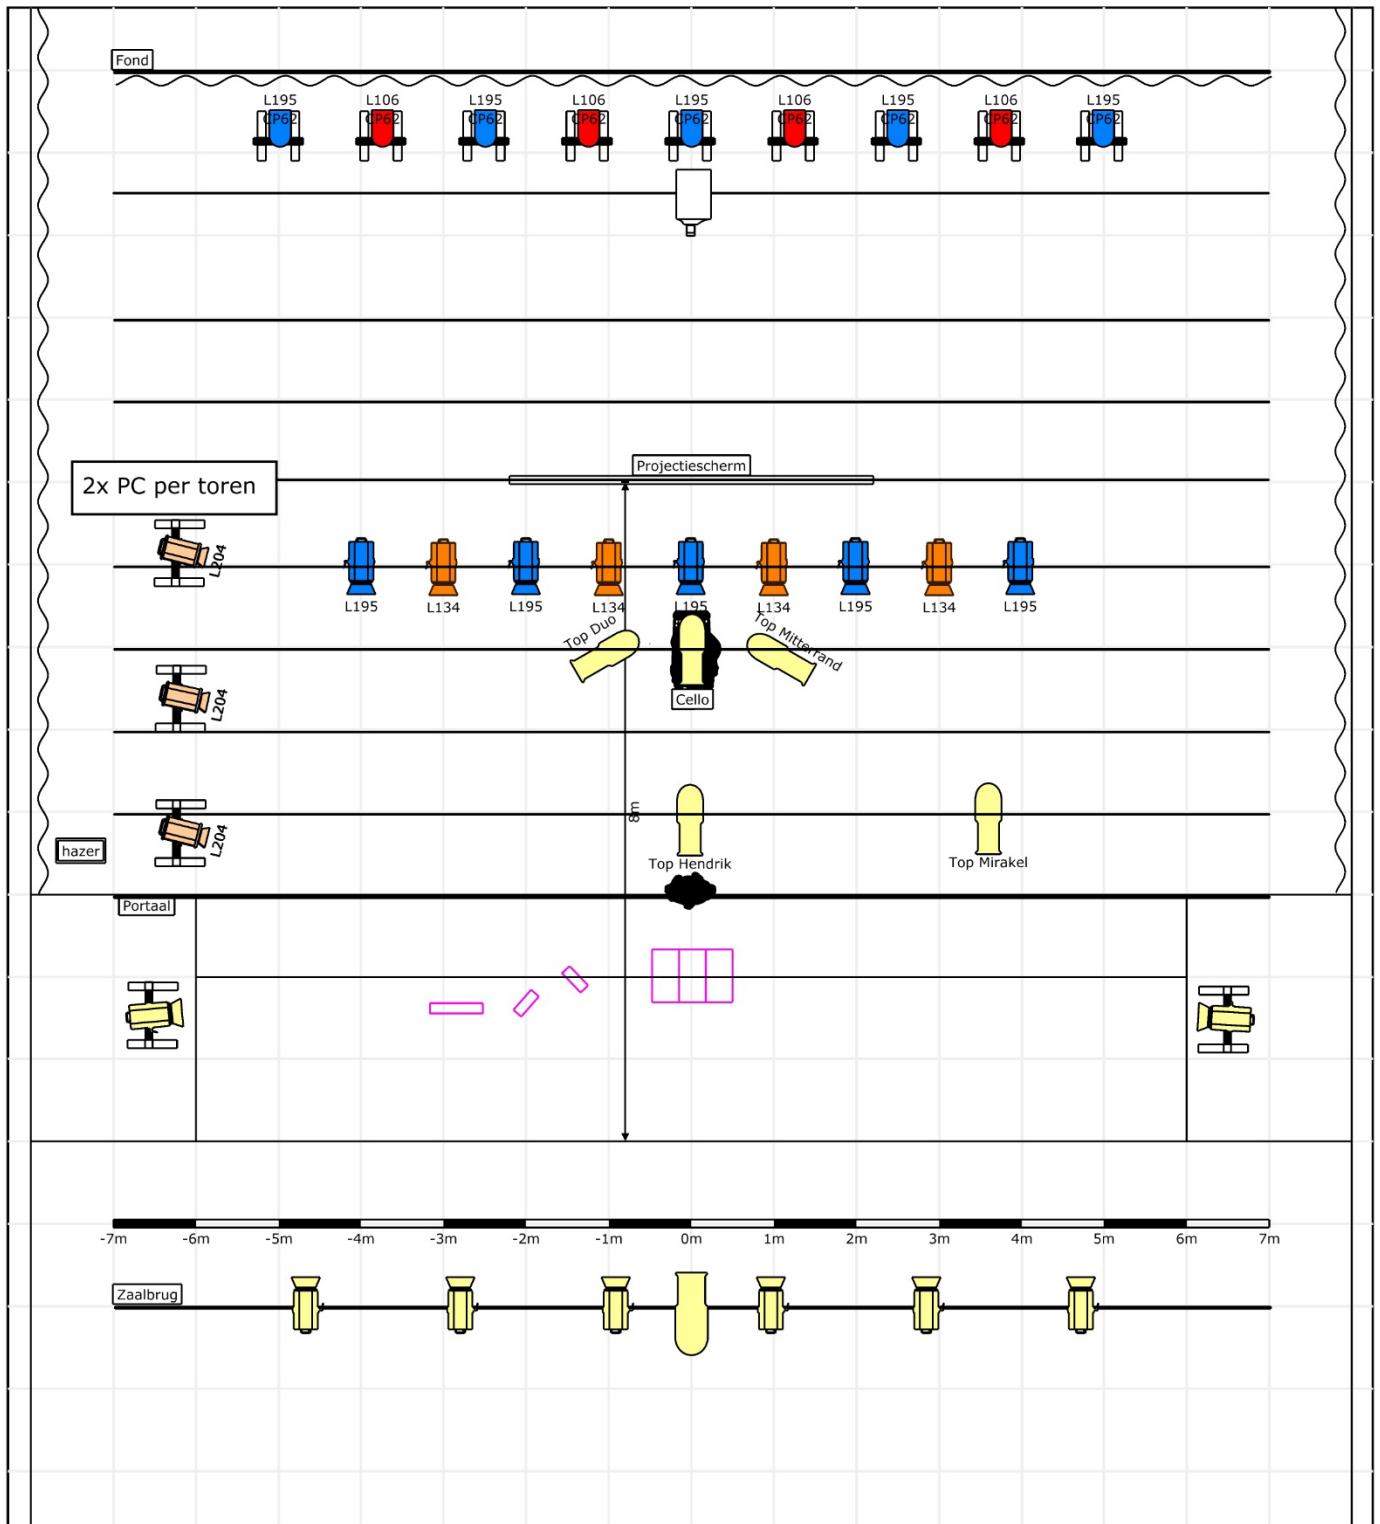 Fond
L195 L106 L195 L106 L195 L106 L195 L106 L195
CP62 CP62 CP62 CP62 CP62 CP62 CP62 CP62 CP62
Projectiescherm
2x PC per toren
L204
L195 L134 L195 L134 L195 L134 L195 L134 L195
Top Duo
Top Mitterrand
L204
Cello
8m
L204
hazer
Top Hendrik
Top Mirakel
Portaal
-7m -6m -5m -4m -3m -2m -1m 0m 1m 2m 3m 4m 5m 6m 7m
Zaalbrug